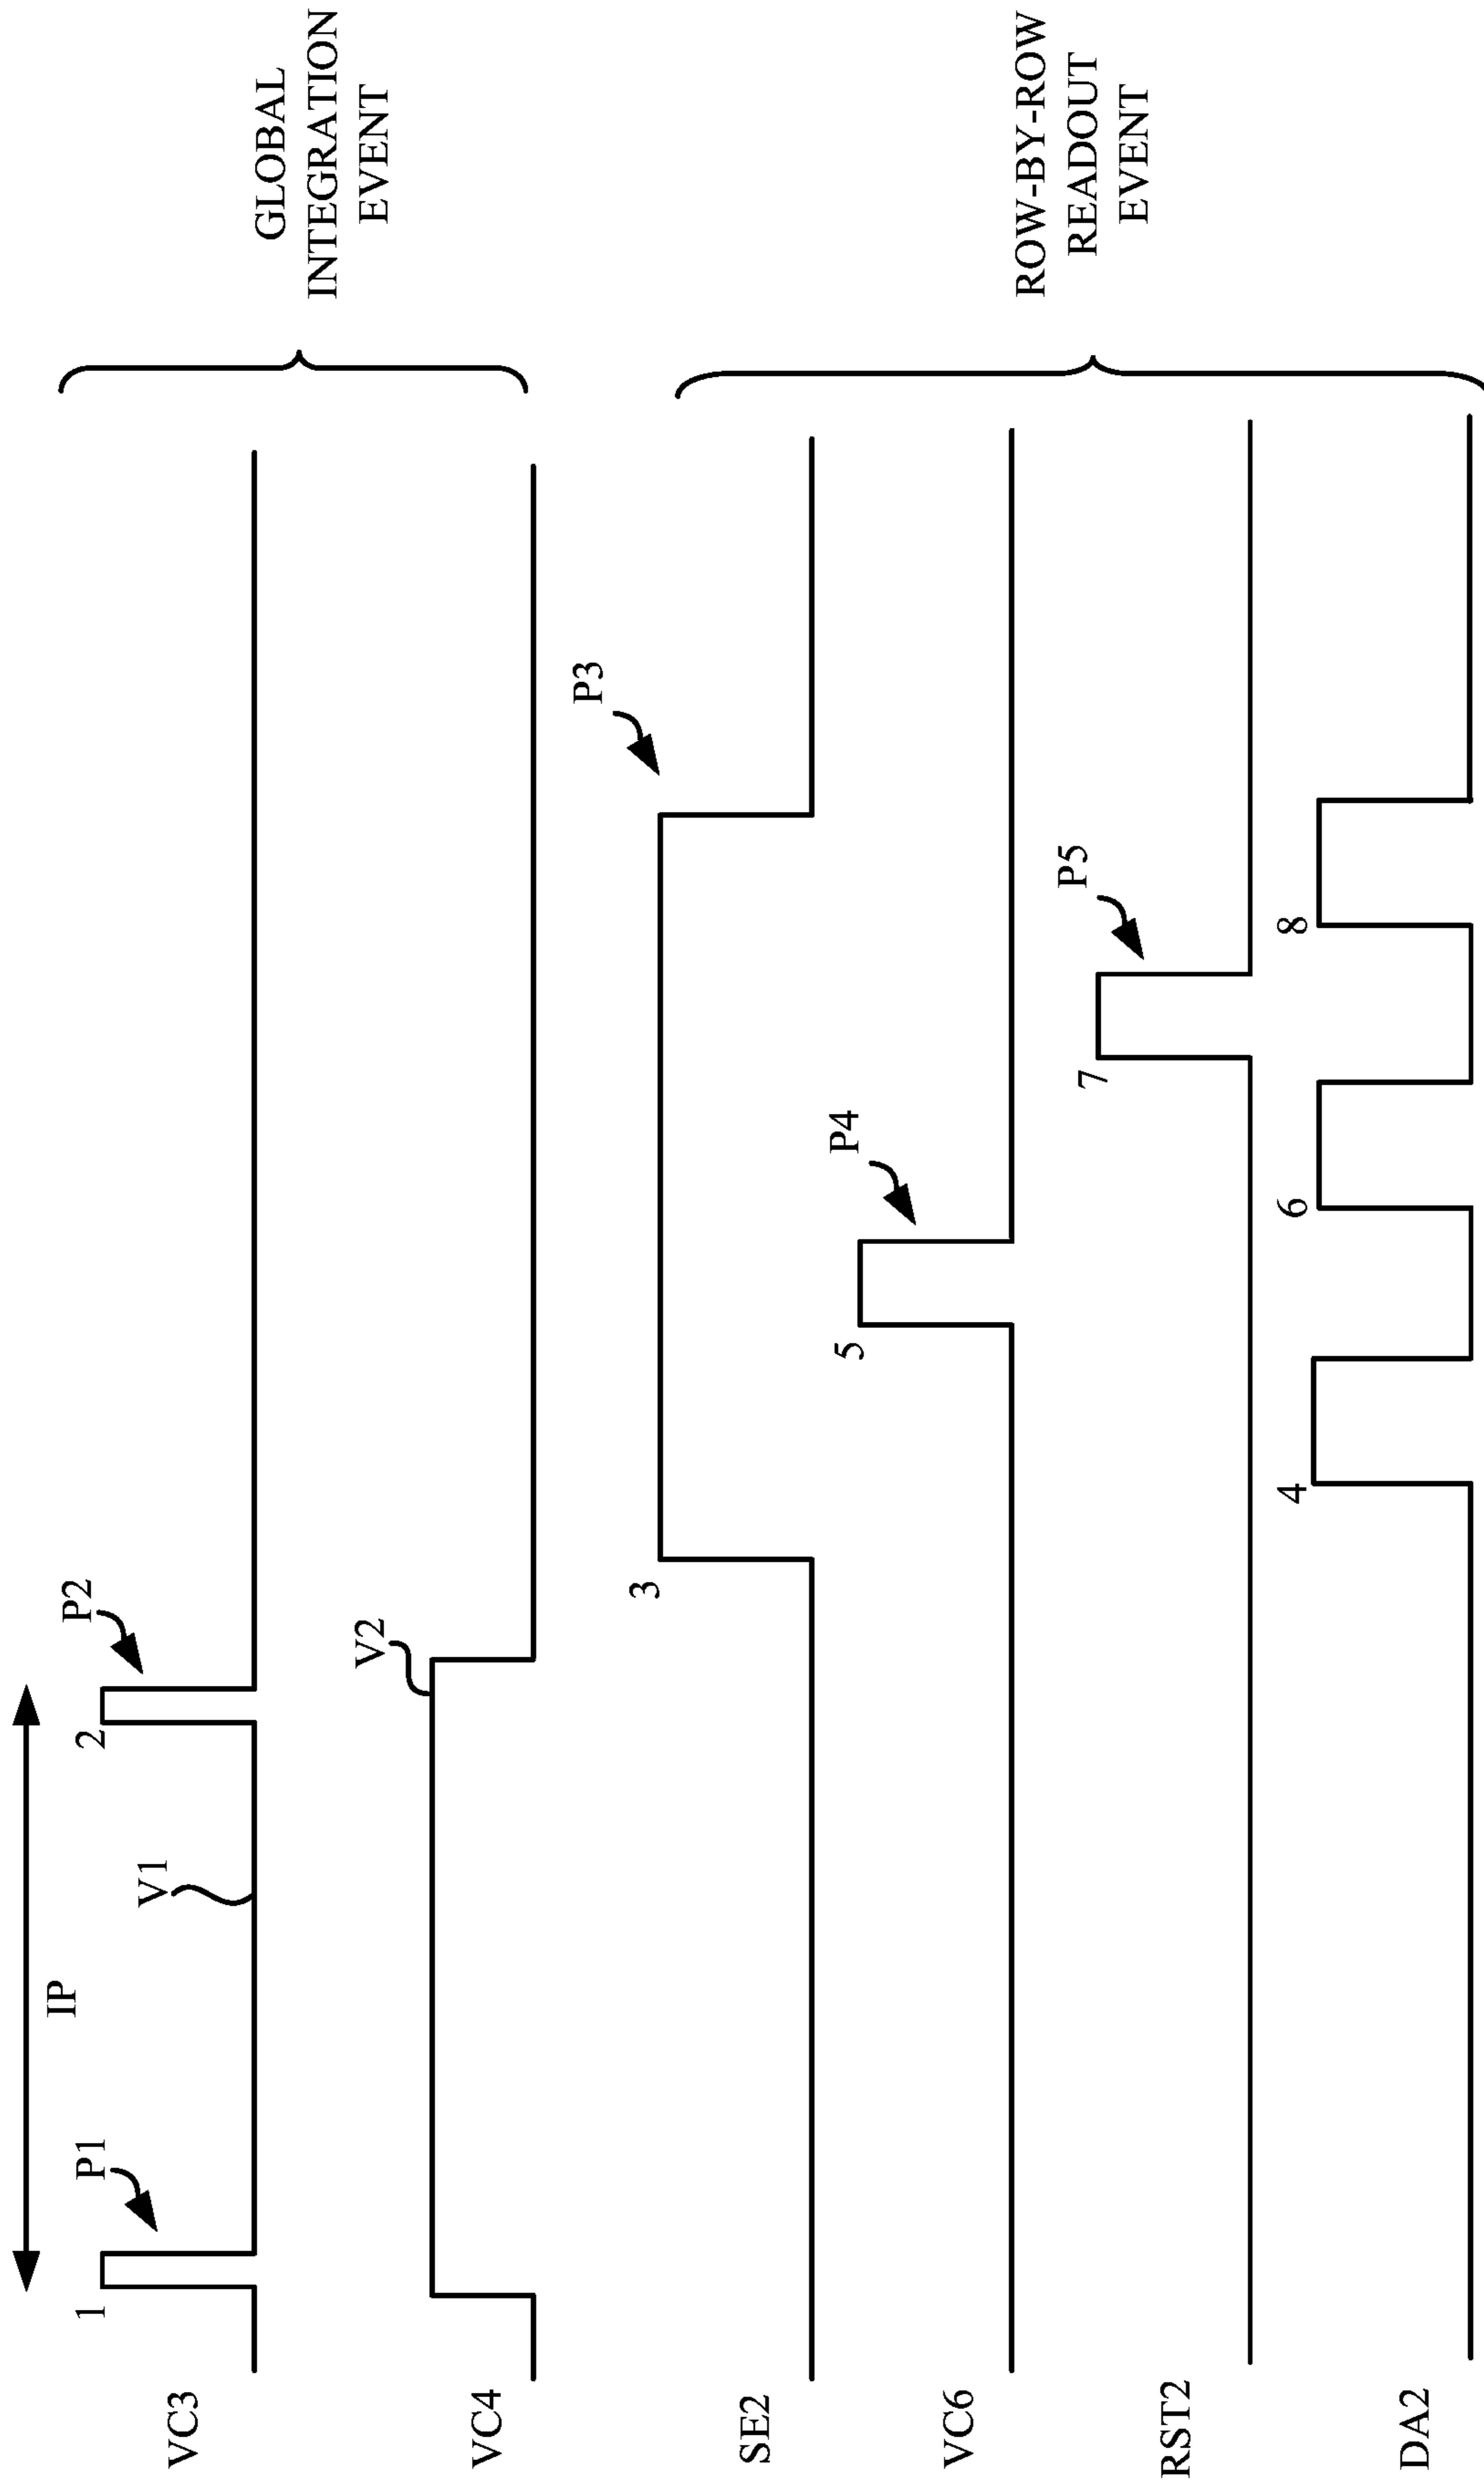 IP
1
P1
2
P2
VC3
V1
GLOBAL
INTEGRATION
EVENT
VC4
V2
SE2
3
P3
VC6
5
P4
RST2
7
P5
ROW-BY-ROW
READOUT
EVENT
DA2
4
6
8